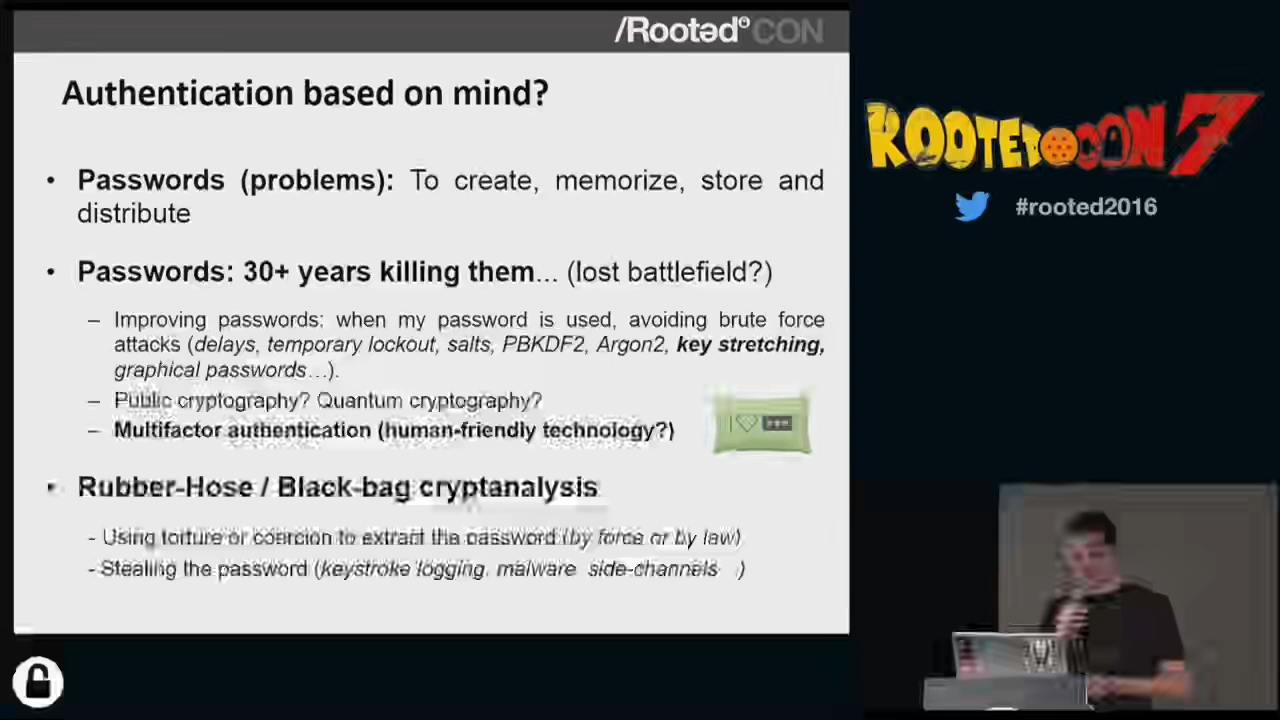 /Rootedº CON
Authentication based on mind?
• Passwords (problems): To create, memorize, store and
distribute
• Passwords: 30+ years killing them... (lost battlefield?)
– Improving passwords: when my password is used, avoiding brute force
attacks (delays, temporary lockout, salts, PBKDF2, Argon2, key stretching,
graphical passwords…).
– Public cryptography? Quantum cryptography?
– Multifactor authentication (human-friendly technology?)
• Rubber-Hose / Black-bag cryptanalysis
- Using torture or coercion to extract the password (by force or by law)
- Stealing the password (keystroke logging, malware side-channels )
ROOTED CON 7
#rooted2016